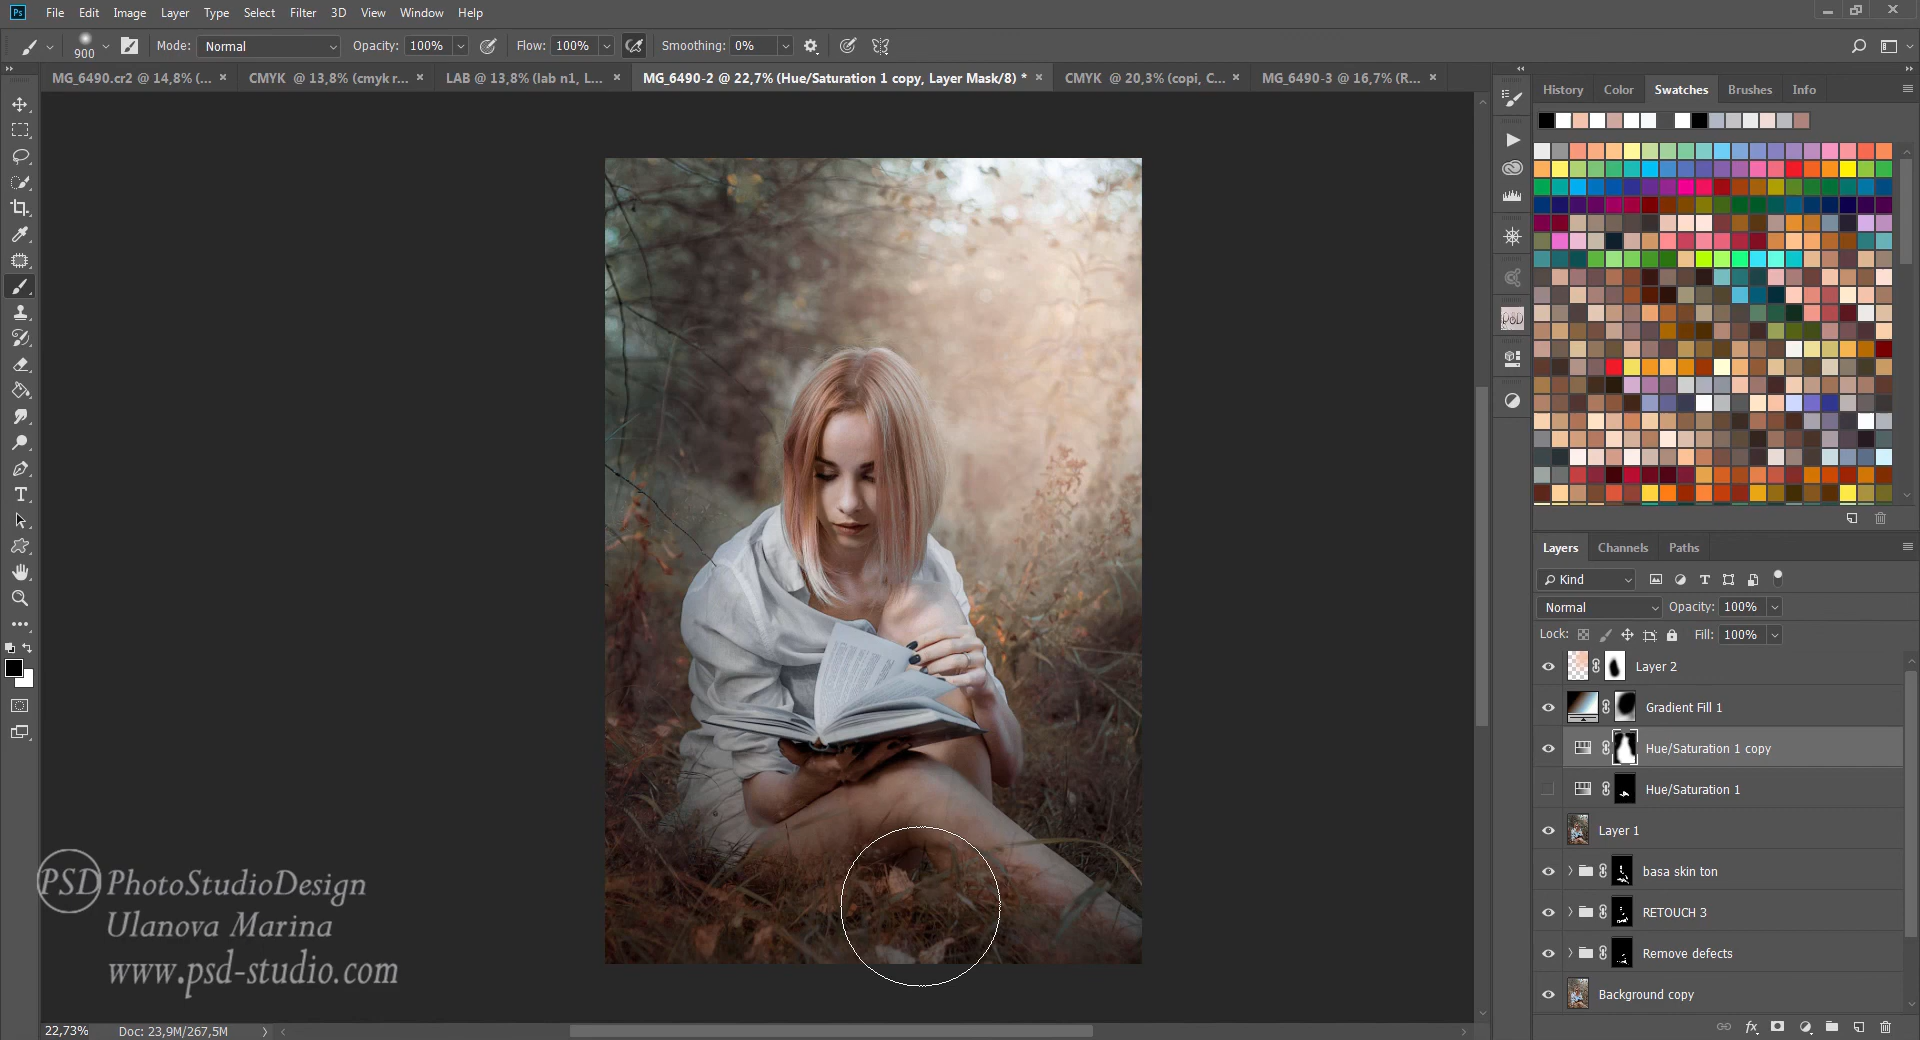 Ps File Edit Image Layer Type Select Filter 3D View Window Help
900 Mode: Normal Opacity: 100% Flow: 100% Smoothing: 0%
MG_6490.cr2 @ 14,8% (... × CMYK @ 13,8% (cmyk r... × LAB @ 13,8% (lab n1, L... × MG_6490-2 @ 22,7% (Hue/Saturation 1 copy, Layer Mask/8) * × CMYK @ 20,3% (copi, C... × MG_6490-3 @ 16,7% (R... ×
History Color Swatches Brushes Info
PSD
Layers Channels Paths
Kind
Normal Opacity: 100%
Lock: Fill: 100%
Layer 2
Gradient Fill 1
Hue/Saturation 1 copy
Hue/Saturation 1
Layer 1
basa skin ton
RETOUCH 3
Remove defects
Background copy
fx
PSD PhotoStudioDesign
Ulanova Marina
www.psd-studio.com
22,73% Doc: 23,9M/267,5M